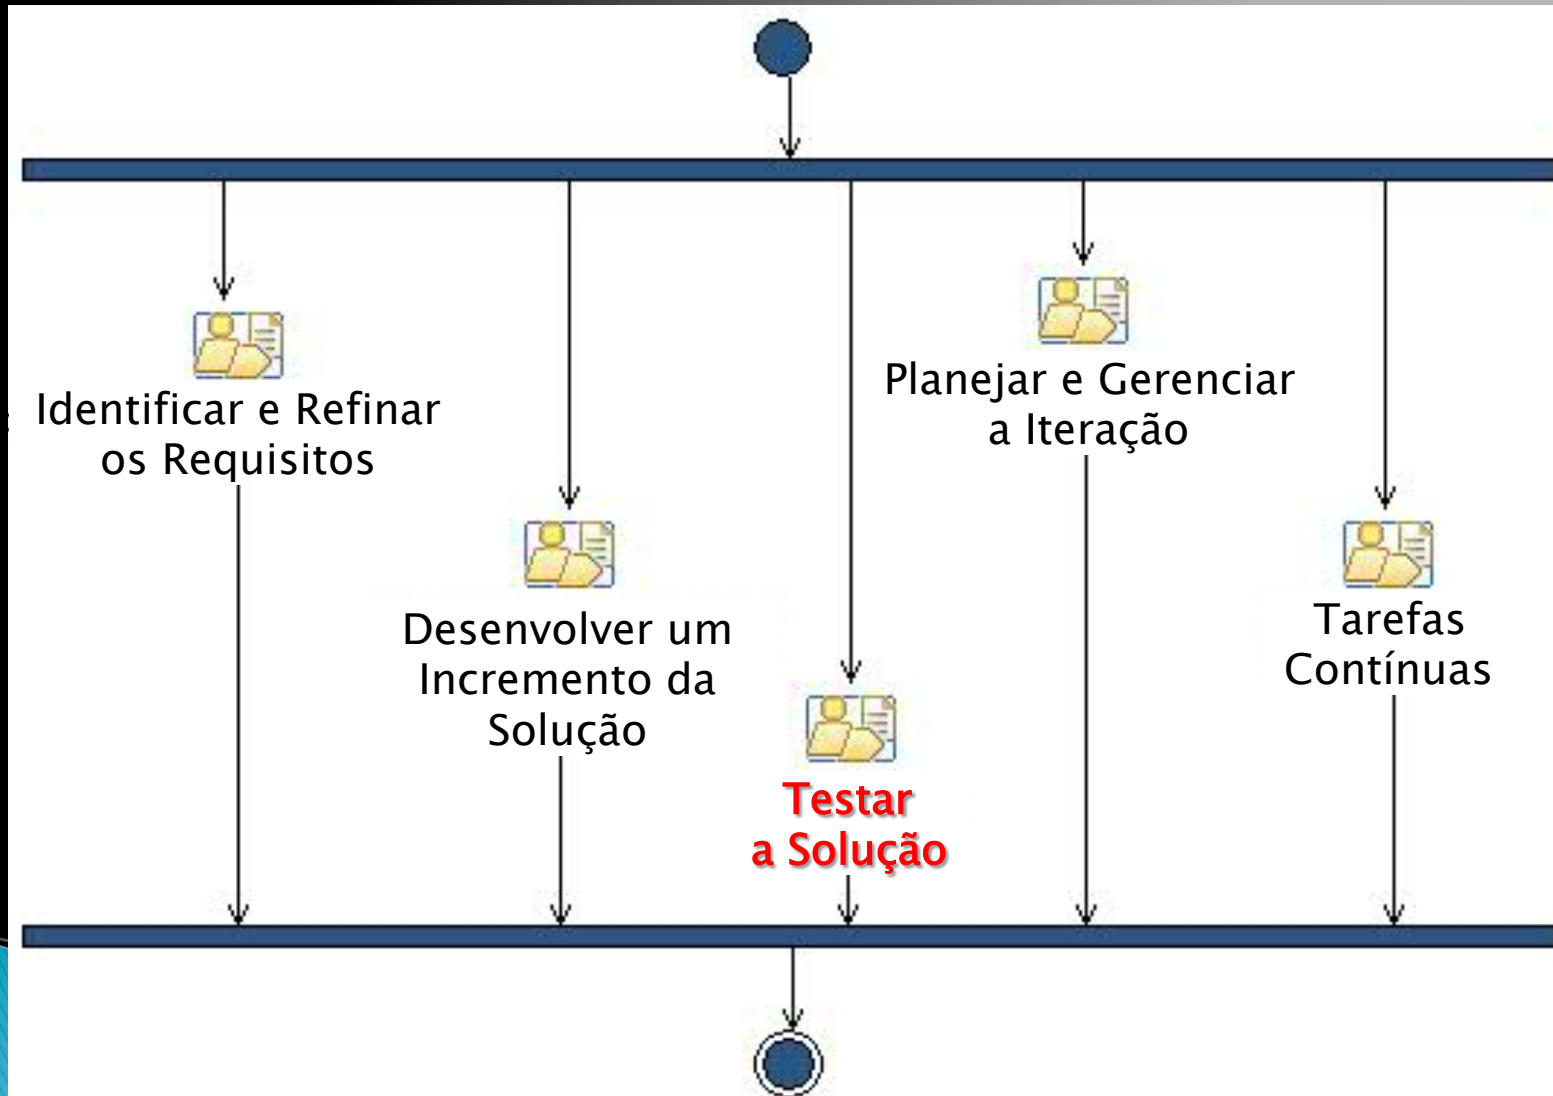 Identificar e Refinar
os Requisitos
Desenvolver um
Incremento da
Solução
Testar
a Solução
Planejar e Gerenciar
a Iteração
Tarefas
Contínuas